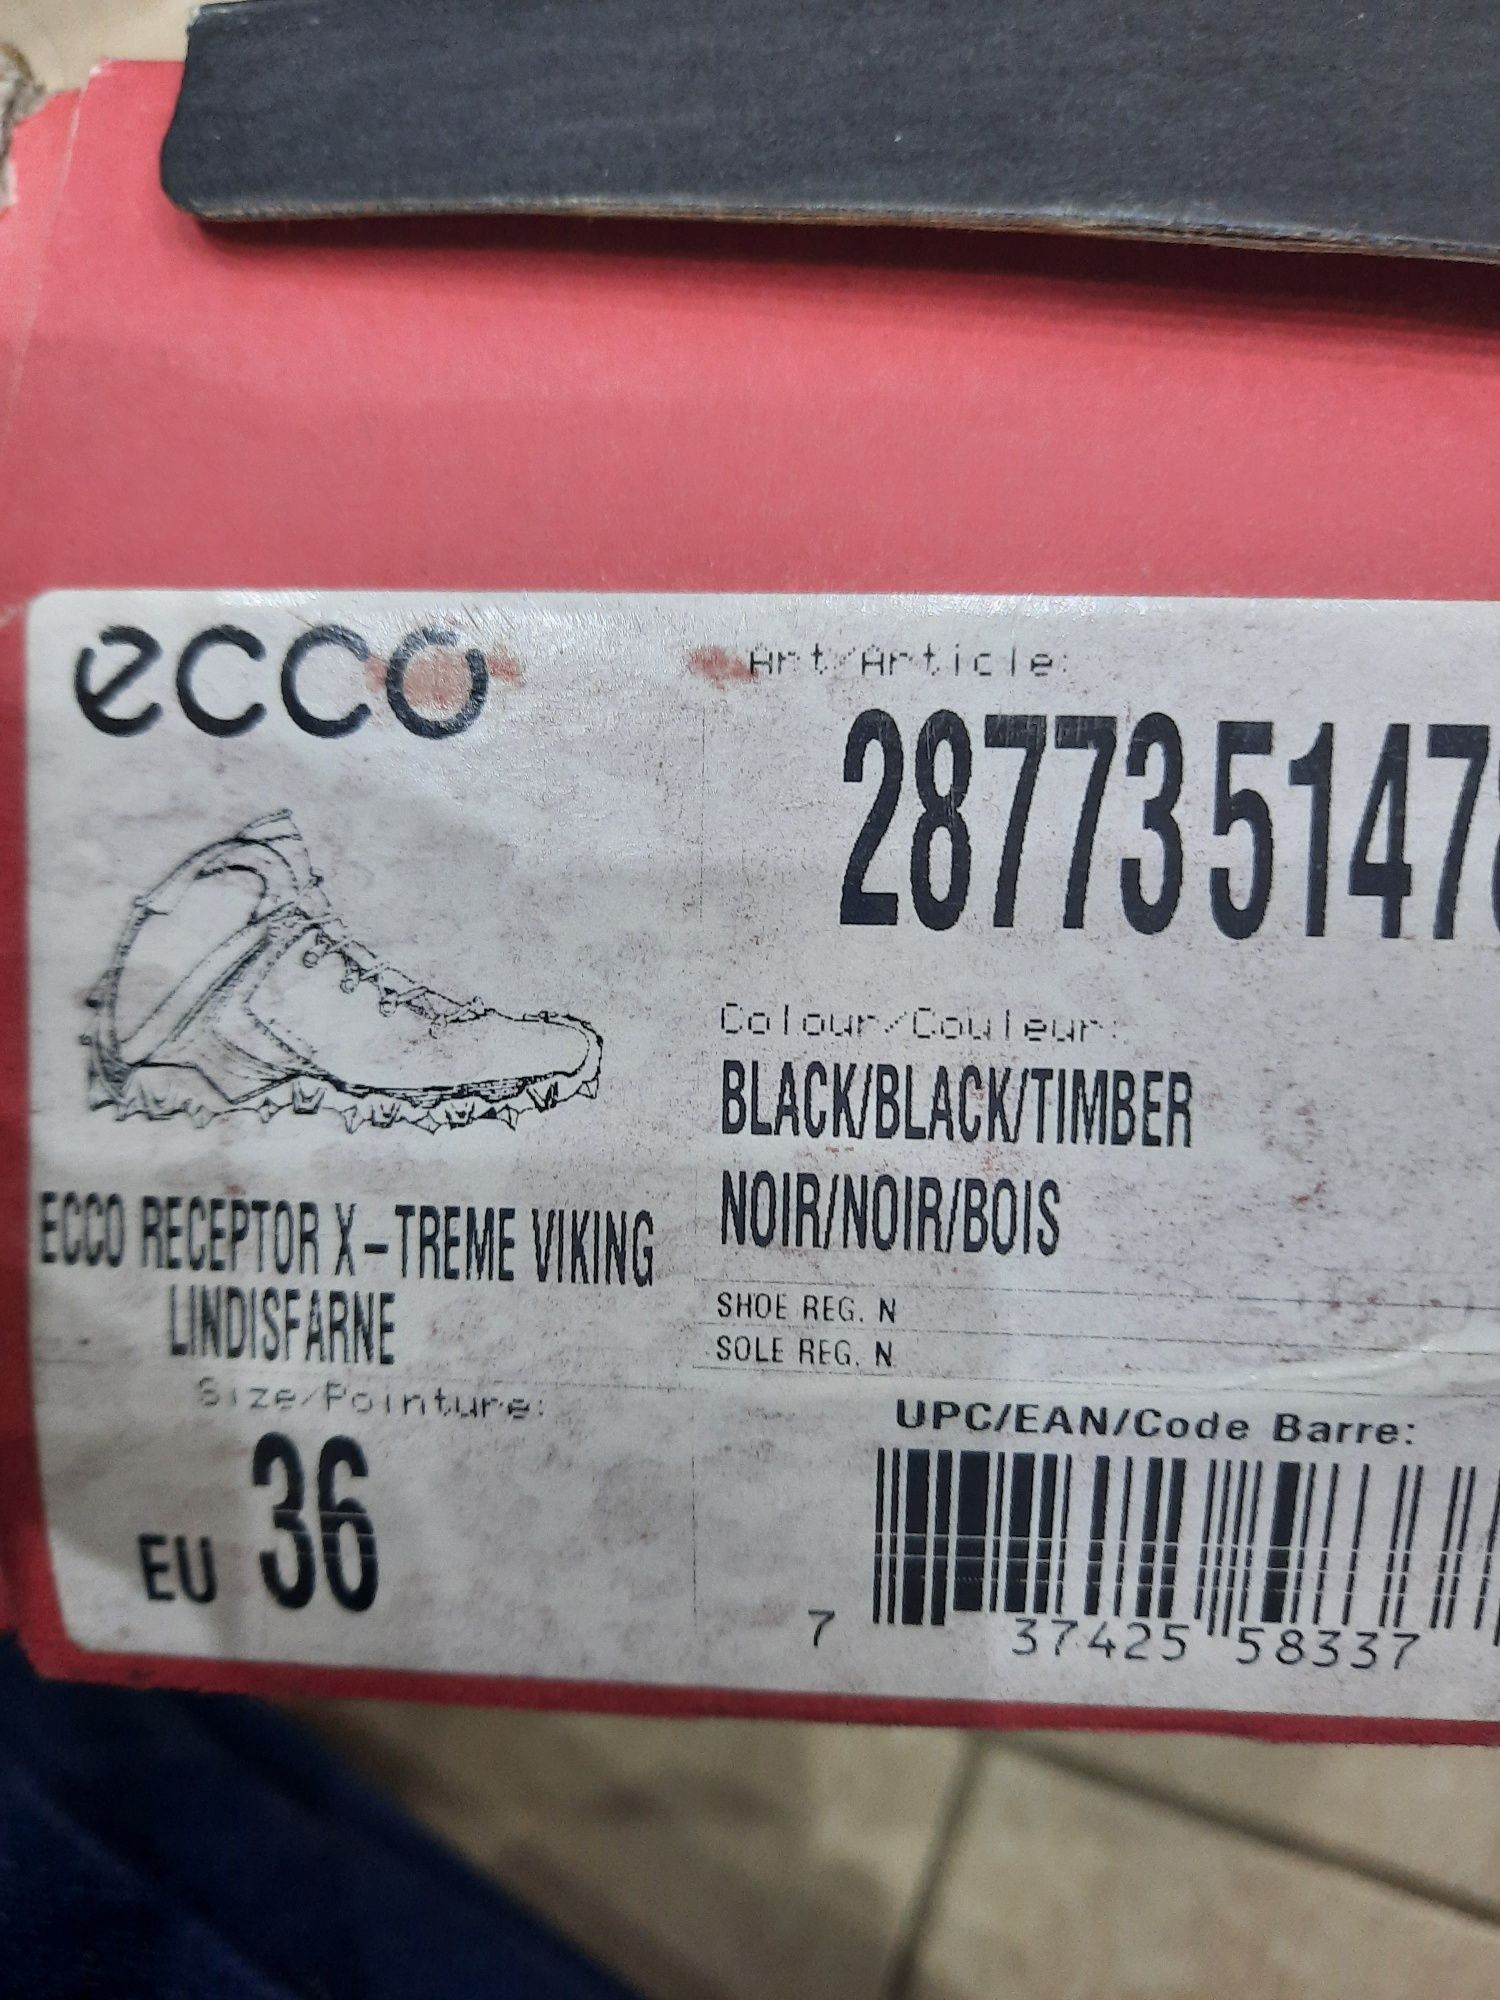 ecco
Art/Article:
2877351478
Colour/Couleur:
BLACK/BLACK/TIMBER
NOIR/NOIR/BOIS
ECCO RECEPTOR X-TREME VIKING
LINDISFARNE
SHOE REG. N
SOLE REG. N
Size/Pointure:
EU 36
UPC/EAN/Code Barre:
7 37425 58337